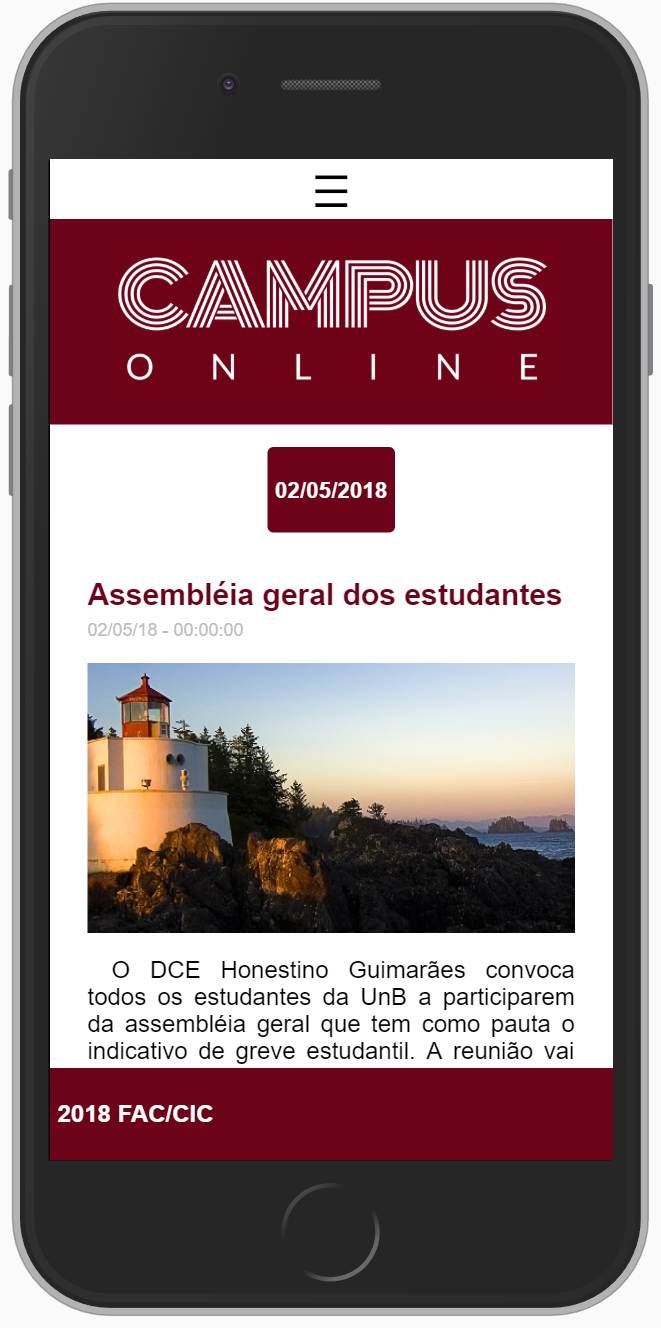 CAMPUS
ONLINE
02/05/2018
Assembléia geral dos estudantes
02/05/18 - 00:00:00
O DCE Honestino Guimarães convoca
todos os estudantes da UnB a participarem
da assembléia geral que tem como pauta o
indicativo de greve estudantil. A reunião vai
2018 FAC/CIC